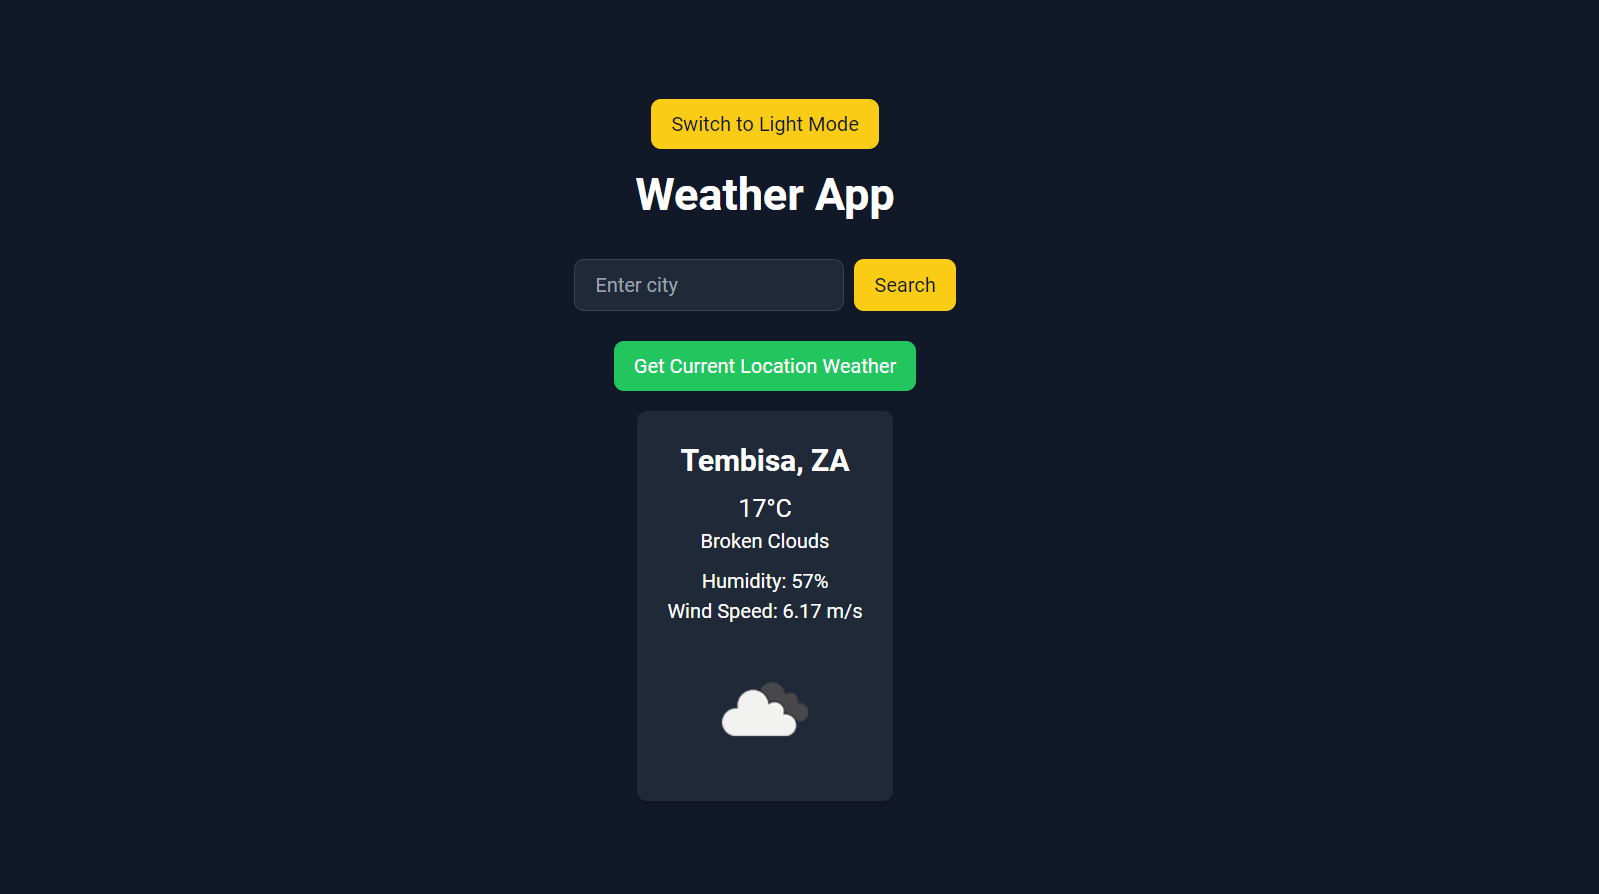 Switch to Light Mode
Weather App
Enter city
Search
Get Current Location Weather
Tembisa, ZA
17°C
Broken Clouds
Humidity: 57%
Wind Speed: 6.17 m/s